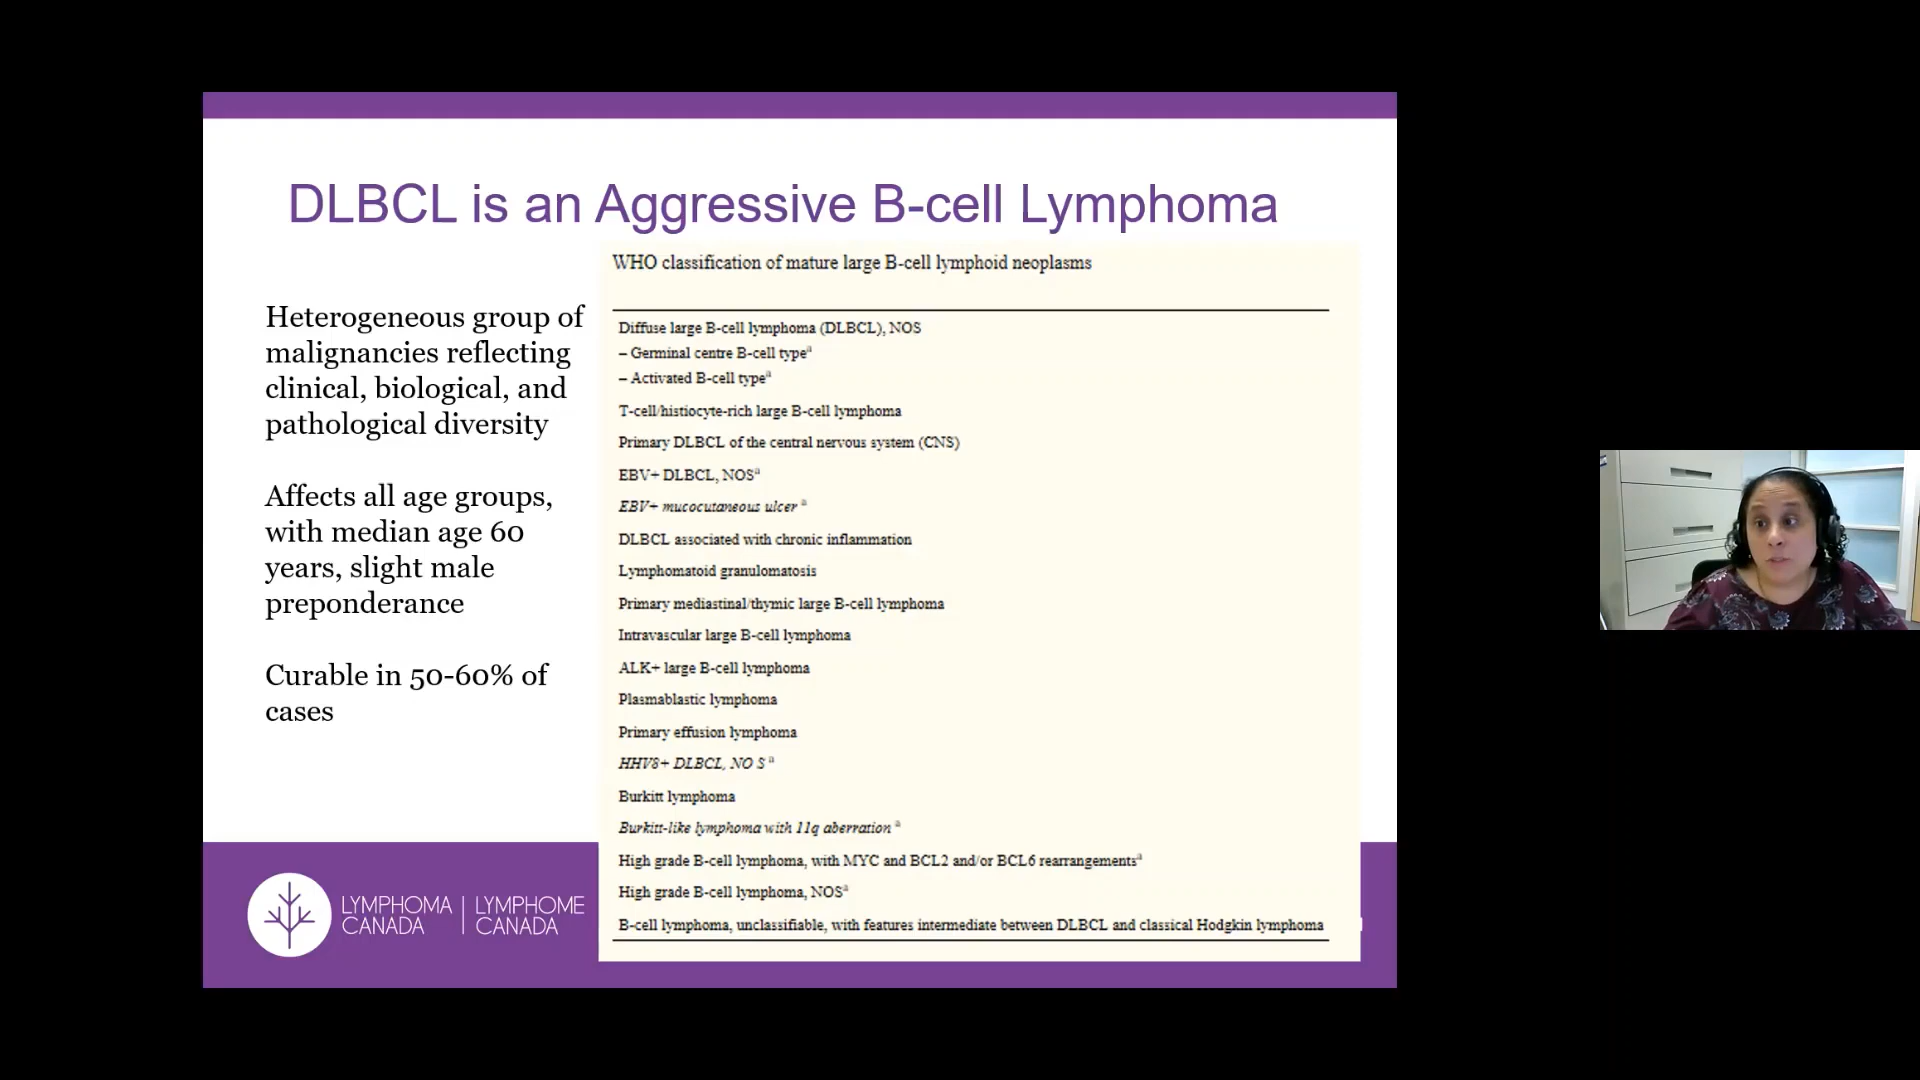 DLBCL is an Aggressive B-cell Lymphoma
Heterogeneous group of
malignancies reflecting
clinical, biological, and
pathological diversity
Affects all age groups,
with median age 60
years, slight male
preponderance
Curable in 50-60% of
cases
WHO classification of mature large B-cell lymphoid neoplasms
Diffuse large B-cell lymphoma (DLBCL), NOS
– Germinal centre B-cell typeª
– Activated B-cell typeª
T-cell/histiocyte-rich large B-cell lymphoma
Primary DLBCL of the central nervous system (CNS)
EBV+ DLBCL, NOSª
EBV+ mucocutaneous ulcer ª
DLBCL associated with chronic inflammation
Lymphomatoid granulomatosis
Primary mediastinal/thymic large B-cell lymphoma
Intravascular large B-cell lymphoma
ALK+ large B-cell lymphoma
Plasmablastic lymphoma
Primary effusion lymphoma
HHV8+ DLBCL, NO S ª
Burkitt lymphoma
Burkitt-like lymphoma with 11q aberration ª
High grade B-cell lymphoma, with MYC and BCL2 and/or BCL6 rearrangementsª
High grade B-cell lymphoma, NOSª
B-cell lymphoma, unclassifiable, with features intermediate between DLBCL and classical Hodgkin lymphoma
LYMPHOMA | LYMPHOME
CANADA | CANADA